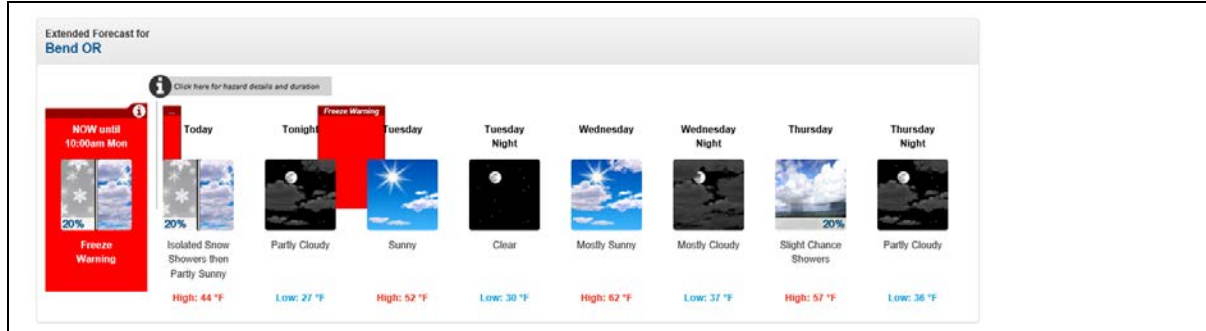 Extended Forecast for
Bend OR
Click here for hazard details and duration
NOW until
10:00am Mon
20%
Freeze
Warning
...
Today
20%
Isolated Snow
Showers then
Partly Sunny
High: 44 °F
Freeze Warning
Tonight
Partly Cloudy
Low: 27 °F
Tuesday
Sunny
High: 52 °F
Tuesday
Night
Clear
Low: 30 °F
Wednesday
Mostly Sunny
High: 62 °F
Wednesday
Night
Mostly Cloudy
Low: 37 °F
Thursday
20%
Slight Chance
Showers
High: 57 °F
Thursday
Night
Partly Cloudy
Low: 36 °F